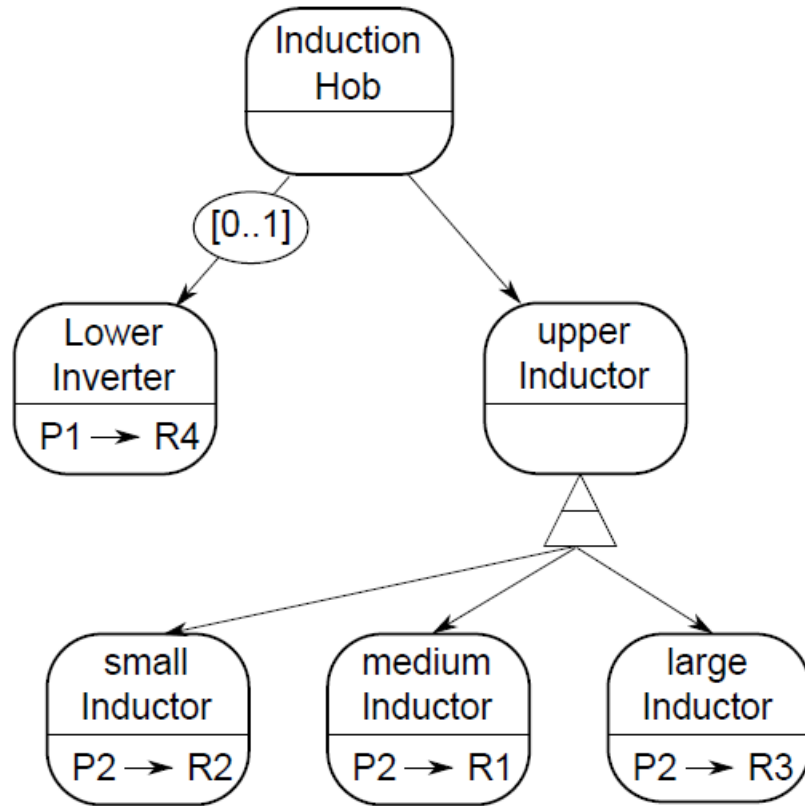 Induction
Hob
[0..1]
Lower
Inverter
P1 → R4
upper
Inductor
small
Inductor
P2 → R2
medium
Inductor
P2 → R1
large
Inductor
P2 → R3